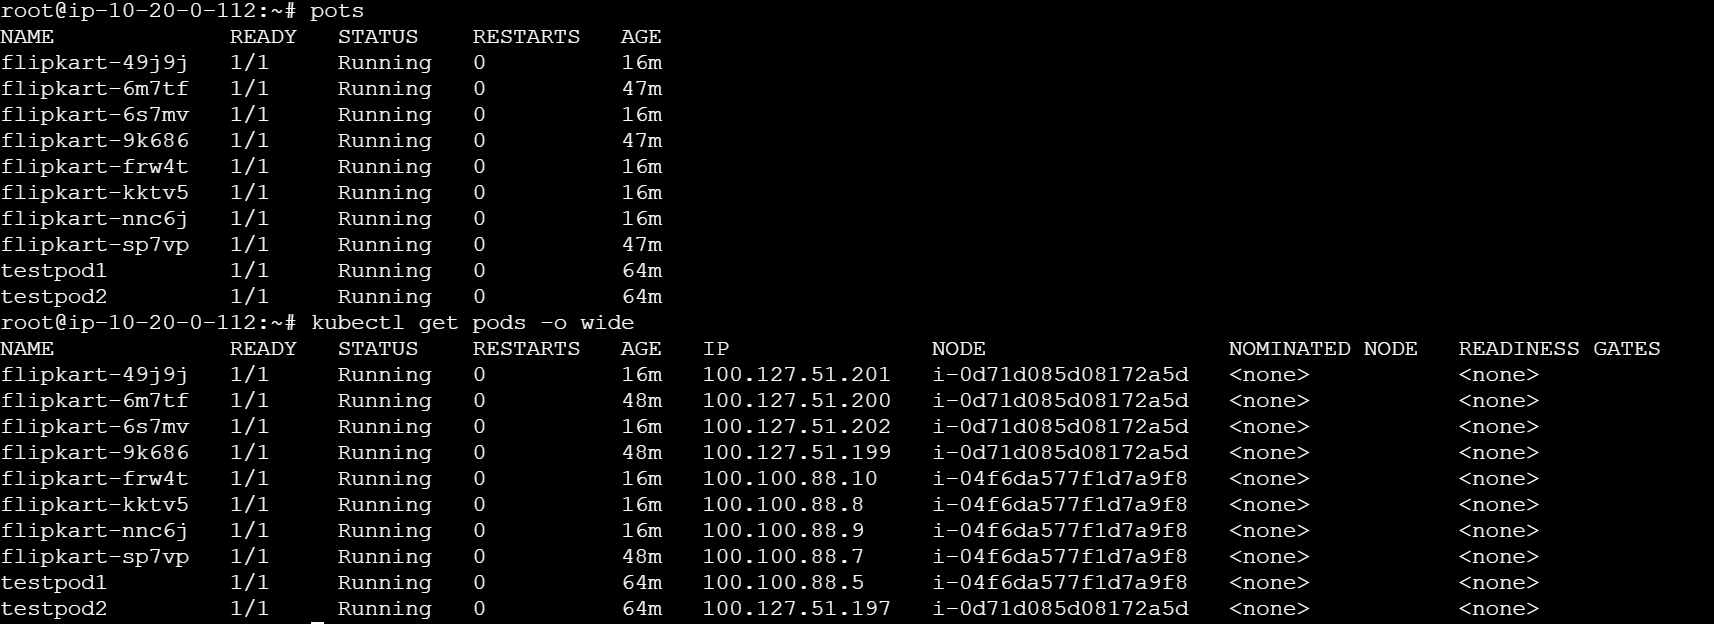 root@ip-10-20-0-112:~# pots
NAME READY STATUS RESTARTS AGE
flipkart-49j9j 1/1 Running 0 16m
flipkart-6m7tf 1/1 Running 0 47m
flipkart-6s7mv 1/1 Running 0 16m
flipkart-9k686 1/1 Running 0 47m
flipkart-frw4t 1/1 Running 0 16m
flipkart-kktv5 1/1 Running 0 16m
flipkart-nnc6j 1/1 Running 0 16m
flipkart-sp7vp 1/1 Running 0 47m
testpod1 1/1 Running 0 64m
testpod2 1/1 Running 0 64m
root@ip-10-20-0-112:~# kubectl get pods -o wide
NAME READY STATUS RESTARTS AGE IP NODE NOMINATED NODE READINESS GATES
flipkart-49j9j 1/1 Running 0 16m 100.127.51.201 i-0d71d085d08172a5d <none> <none>
flipkart-6m7tf 1/1 Running 0 48m 100.127.51.200 i-0d71d085d08172a5d <none> <none>
flipkart-6s7mv 1/1 Running 0 16m 100.127.51.202 i-0d71d085d08172a5d <none> <none>
flipkart-9k686 1/1 Running 0 48m 100.127.51.199 i-0d71d085d08172a5d <none> <none>
flipkart-frw4t 1/1 Running 0 16m 100.100.88.10 i-04f6da577f1d7a9f8 <none> <none>
flipkart-kktv5 1/1 Running 0 16m 100.100.88.8 i-04f6da577f1d7a9f8 <none> <none>
flipkart-nnc6j 1/1 Running 0 16m 100.100.88.9 i-04f6da577f1d7a9f8 <none> <none>
flipkart-sp7vp 1/1 Running 0 48m 100.100.88.7 i-04f6da577f1d7a9f8 <none> <none>
testpod1 1/1 Running 0 64m 100.100.88.5 i-04f6da577f1d7a9f8 <none> <none>
testpod2 1/1 Running 0 64m 100.127.51.197 i-0d71d085d08172a5d <none> <none>